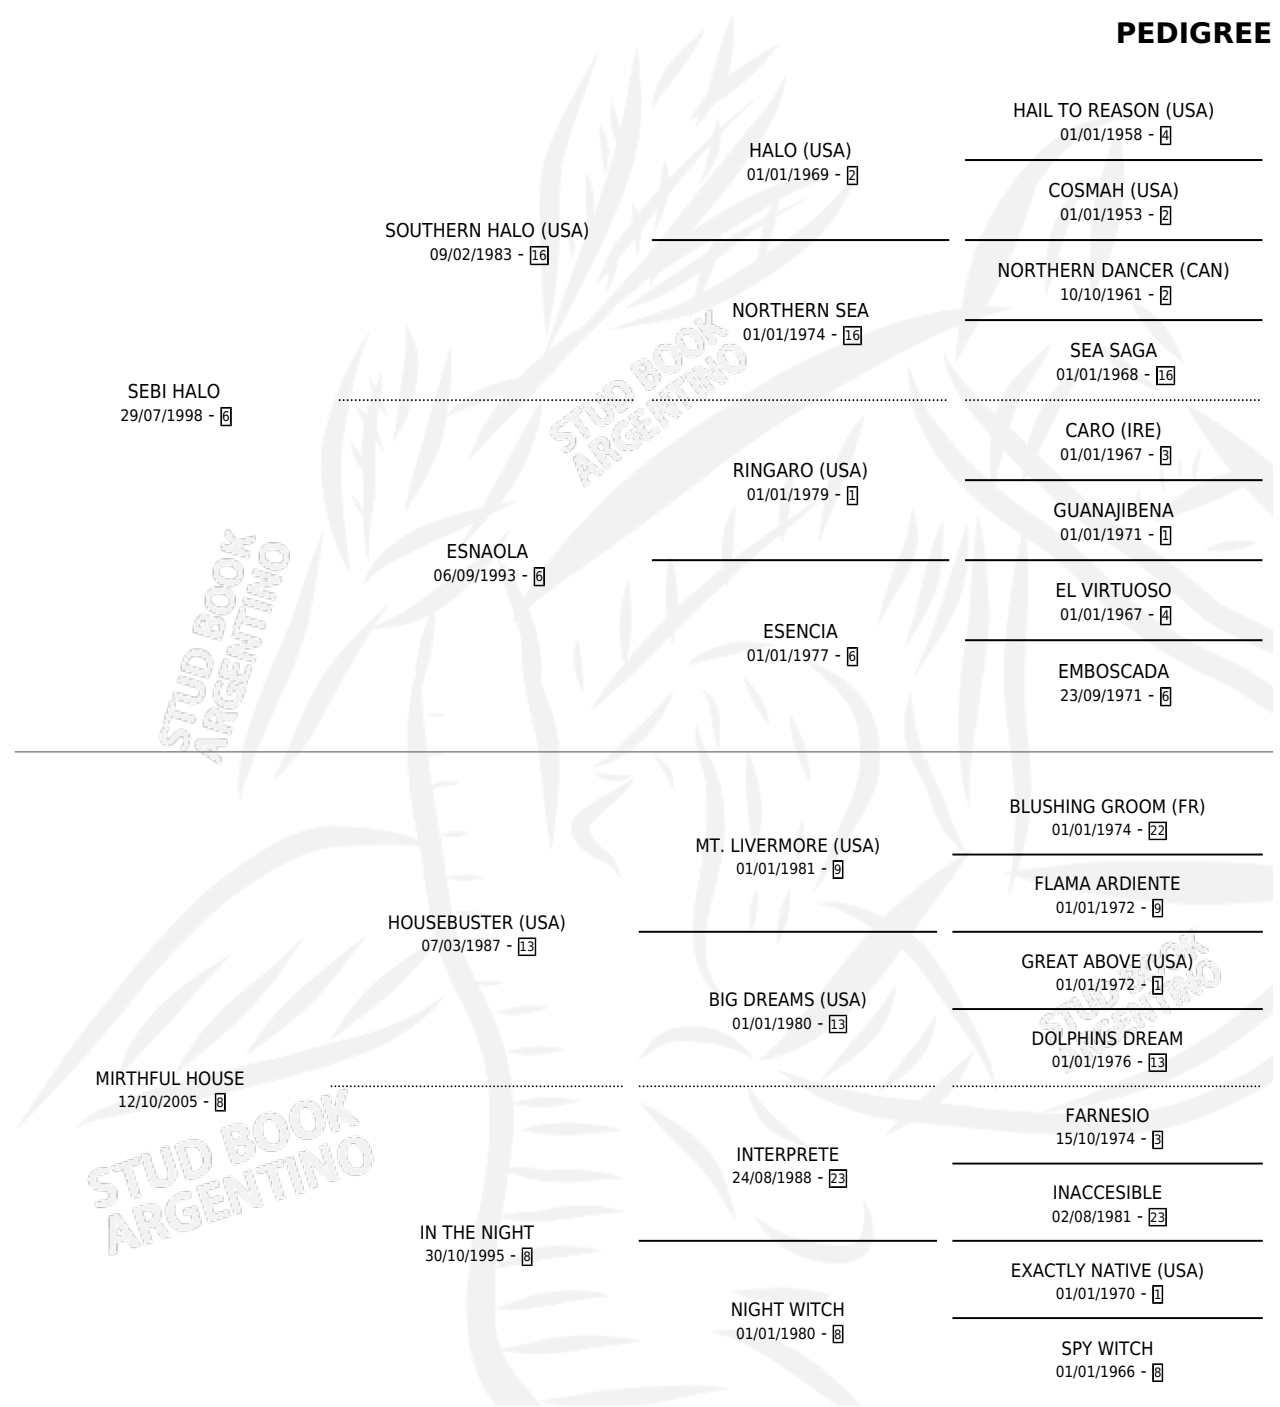 PEDIGREE
HAIL TO REASON (USA)
01/01/1958 - 4
HALO (USA)
01/01/1969 - 2
COSMAH (USA)
01/01/1953 - 2
SOUTHERN HALO (USA)
09/02/1983 - 16
NORTHERN DANCER (CAN)
10/10/1961 - 2
NORTHERN SEA
01/01/1974 - 16
SEA SAGA
01/01/1968 - 16
SEBI HALO
29/07/1998 - 6
STUD BOOK
ARGENTINO
CARO (IRE)
01/01/1967 - 3
RINGARO (USA)
01/01/1979 - 1
GUANAJIBENA
01/01/1971 - 1
ESNAOLA
06/09/1993 - 6
EL VIRTUOSO
01/01/1967 - 4
ESENCIA
01/01/1977 - 6
EMBOSCADA
23/09/1971 - 6
STUD BOOK
ARGENTINO
BLUSHING GROOM (FR)
01/01/1974 - 22
MT. LIVERMORE (USA)
01/01/1981 - 9
FLAMA ARDIENTE
01/01/1972 - 9
HOUSEBUSTER (USA)
07/03/1987 - 13
GREAT ABOVE (USA)
01/01/1972 - 1
BIG DREAMS (USA)
01/01/1980 - 13
DOLPHINS DREAM
01/01/1976 - 13
STUD BOOK
ARGENTINO
MIRTHFUL HOUSE
12/10/2005 - 8
STUD BOOK
ARGENTINO
FARNESIO
15/10/1974 - 3
INTERPRETE
24/08/1988 - 23
INACCESIBLE
02/08/1981 - 23
IN THE NIGHT
30/10/1995 - 8
EXACTLY NATIVE (USA)
01/01/1970 - 1
NIGHT WITCH
01/01/1980 - 8
SPY WITCH
01/01/1966 - 8